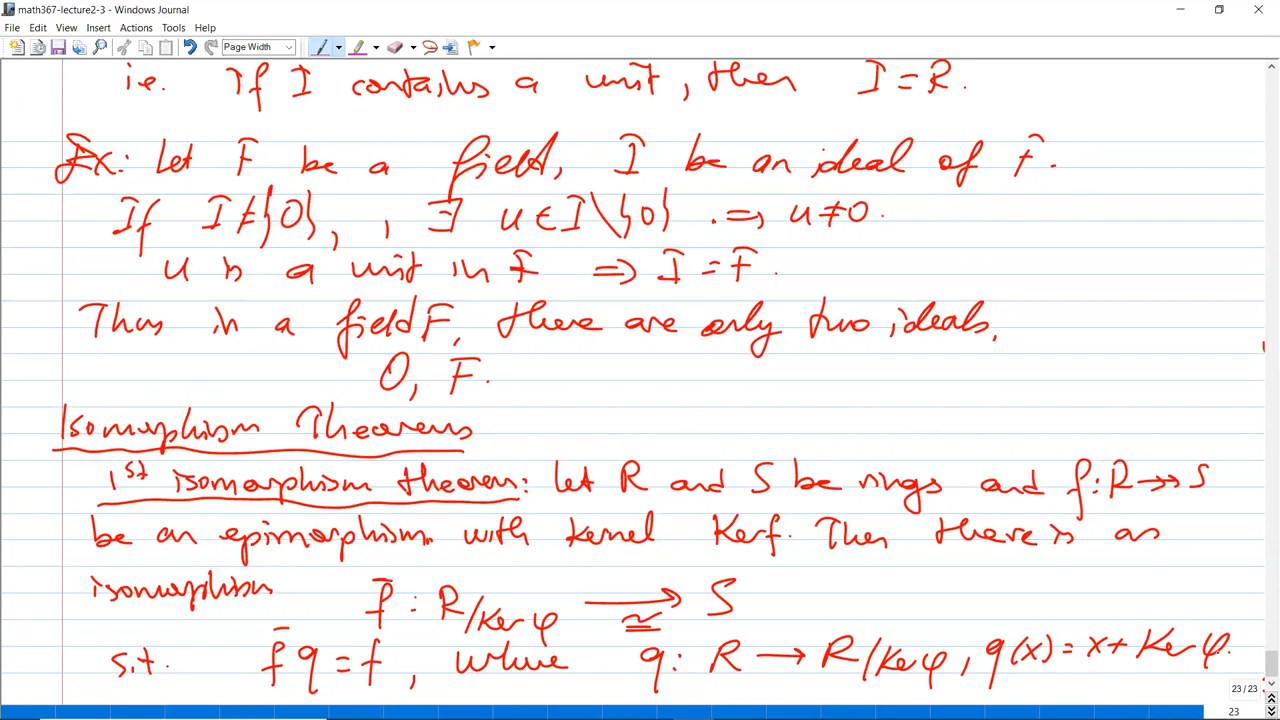 math367-lecture2-3 - Windows Journal
File Edit View Insert Actions Tools Help
Page Width
i.e. If I contains a unit, then I = R.
Ex: Let F be a field, I be an ideal of F.
If I ≠ {0}, , ∃ u ∈ I \ {0} . ⇒ u ≠ 0.
u is a unit in F ⇒ I = F.
Thus in a field F, there are only two ideals,
0, F.
Isomorphism Theorems
1st isomorphism theorem: Let R and S be rings and f: R ↠ S
be an epimorphism with kernel Ker f. Then there is an
isomorphism f̄ : R/Ker φ ⟶ ≅ S
s.t. f̄ q = f, where q: R → R/Ker φ, q(x) = x + Ker φ.
23 / 23
23